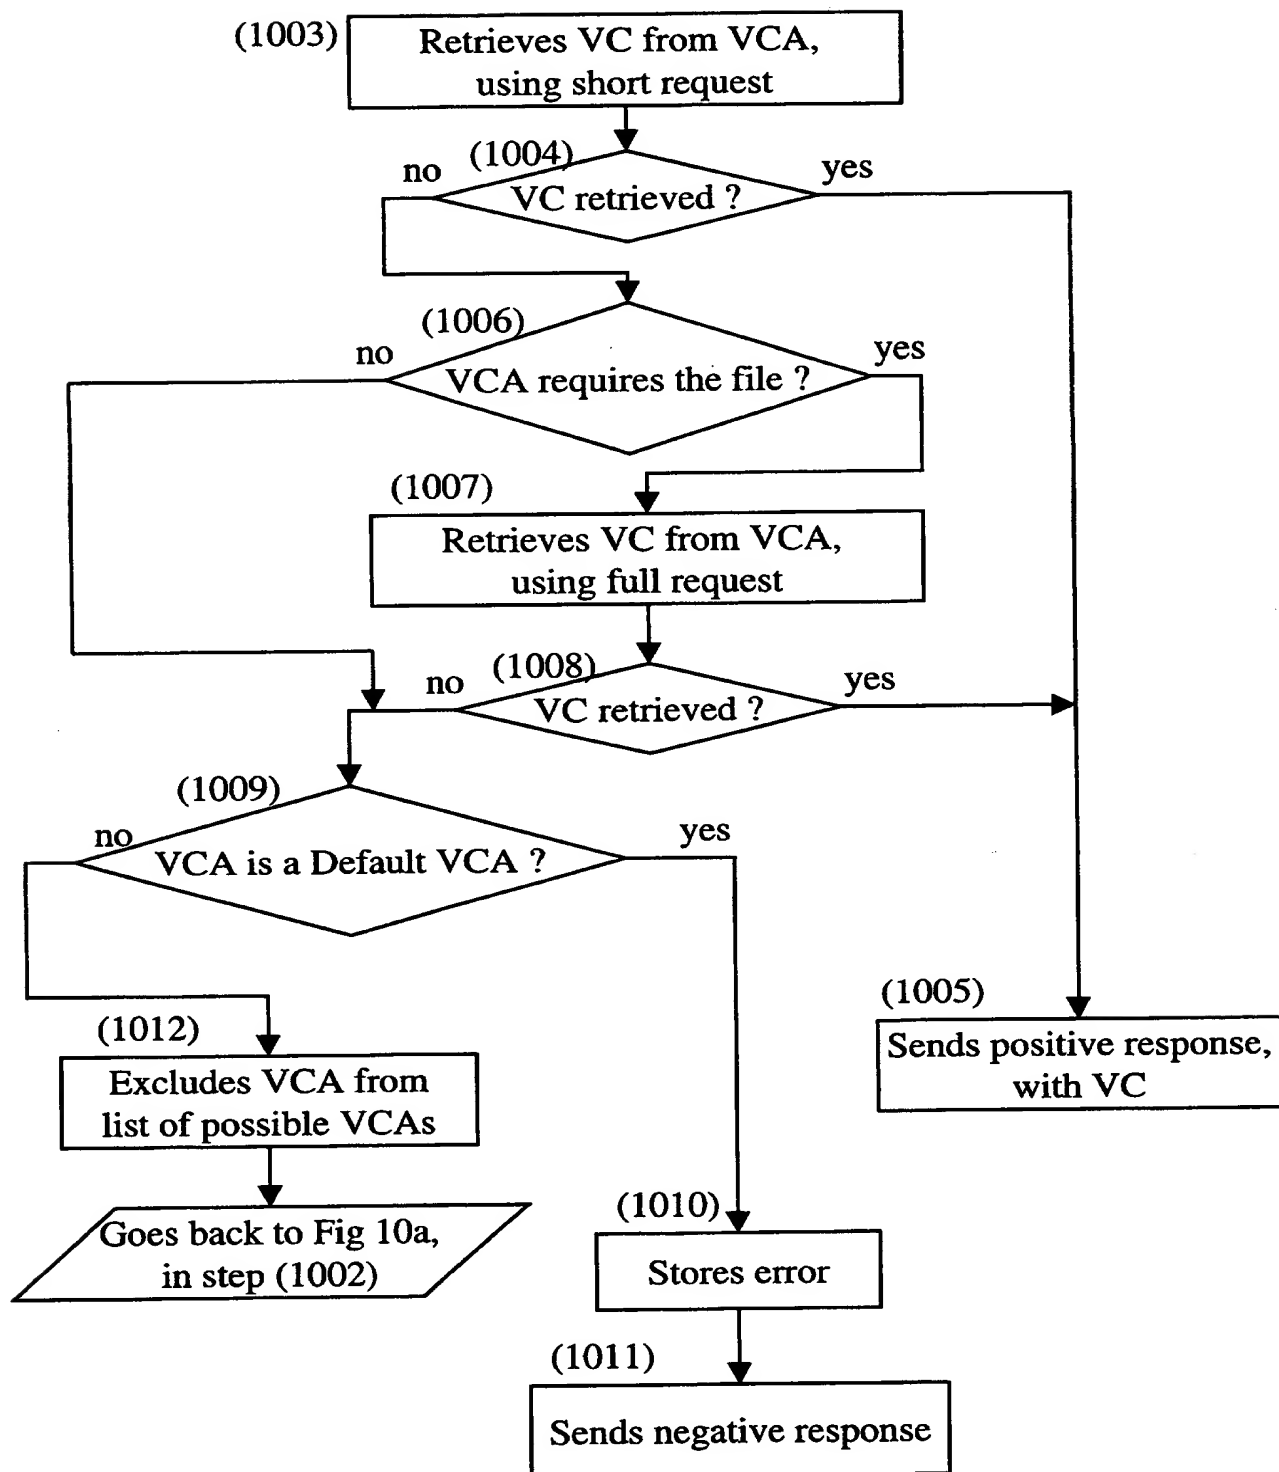 (1003)
Retrieves VC from VCA,
using short request
(1004)
no
yes
VC retrieved ?
(1006)
no
yes
VCA requires the file ?
(1007)
Retrieves VC from VCA,
using full request
(1008)
no
yes
VC retrieved ?
(1009)
no
yes
VCA is a Default VCA ?
(1005)
Sends positive response,
with VC
(1012)
Excludes VCA from
list of possible VCAs
Goes back to Fig 10a,
in step (1002)
(1010)
Stores error
(1011)
Sends negative response